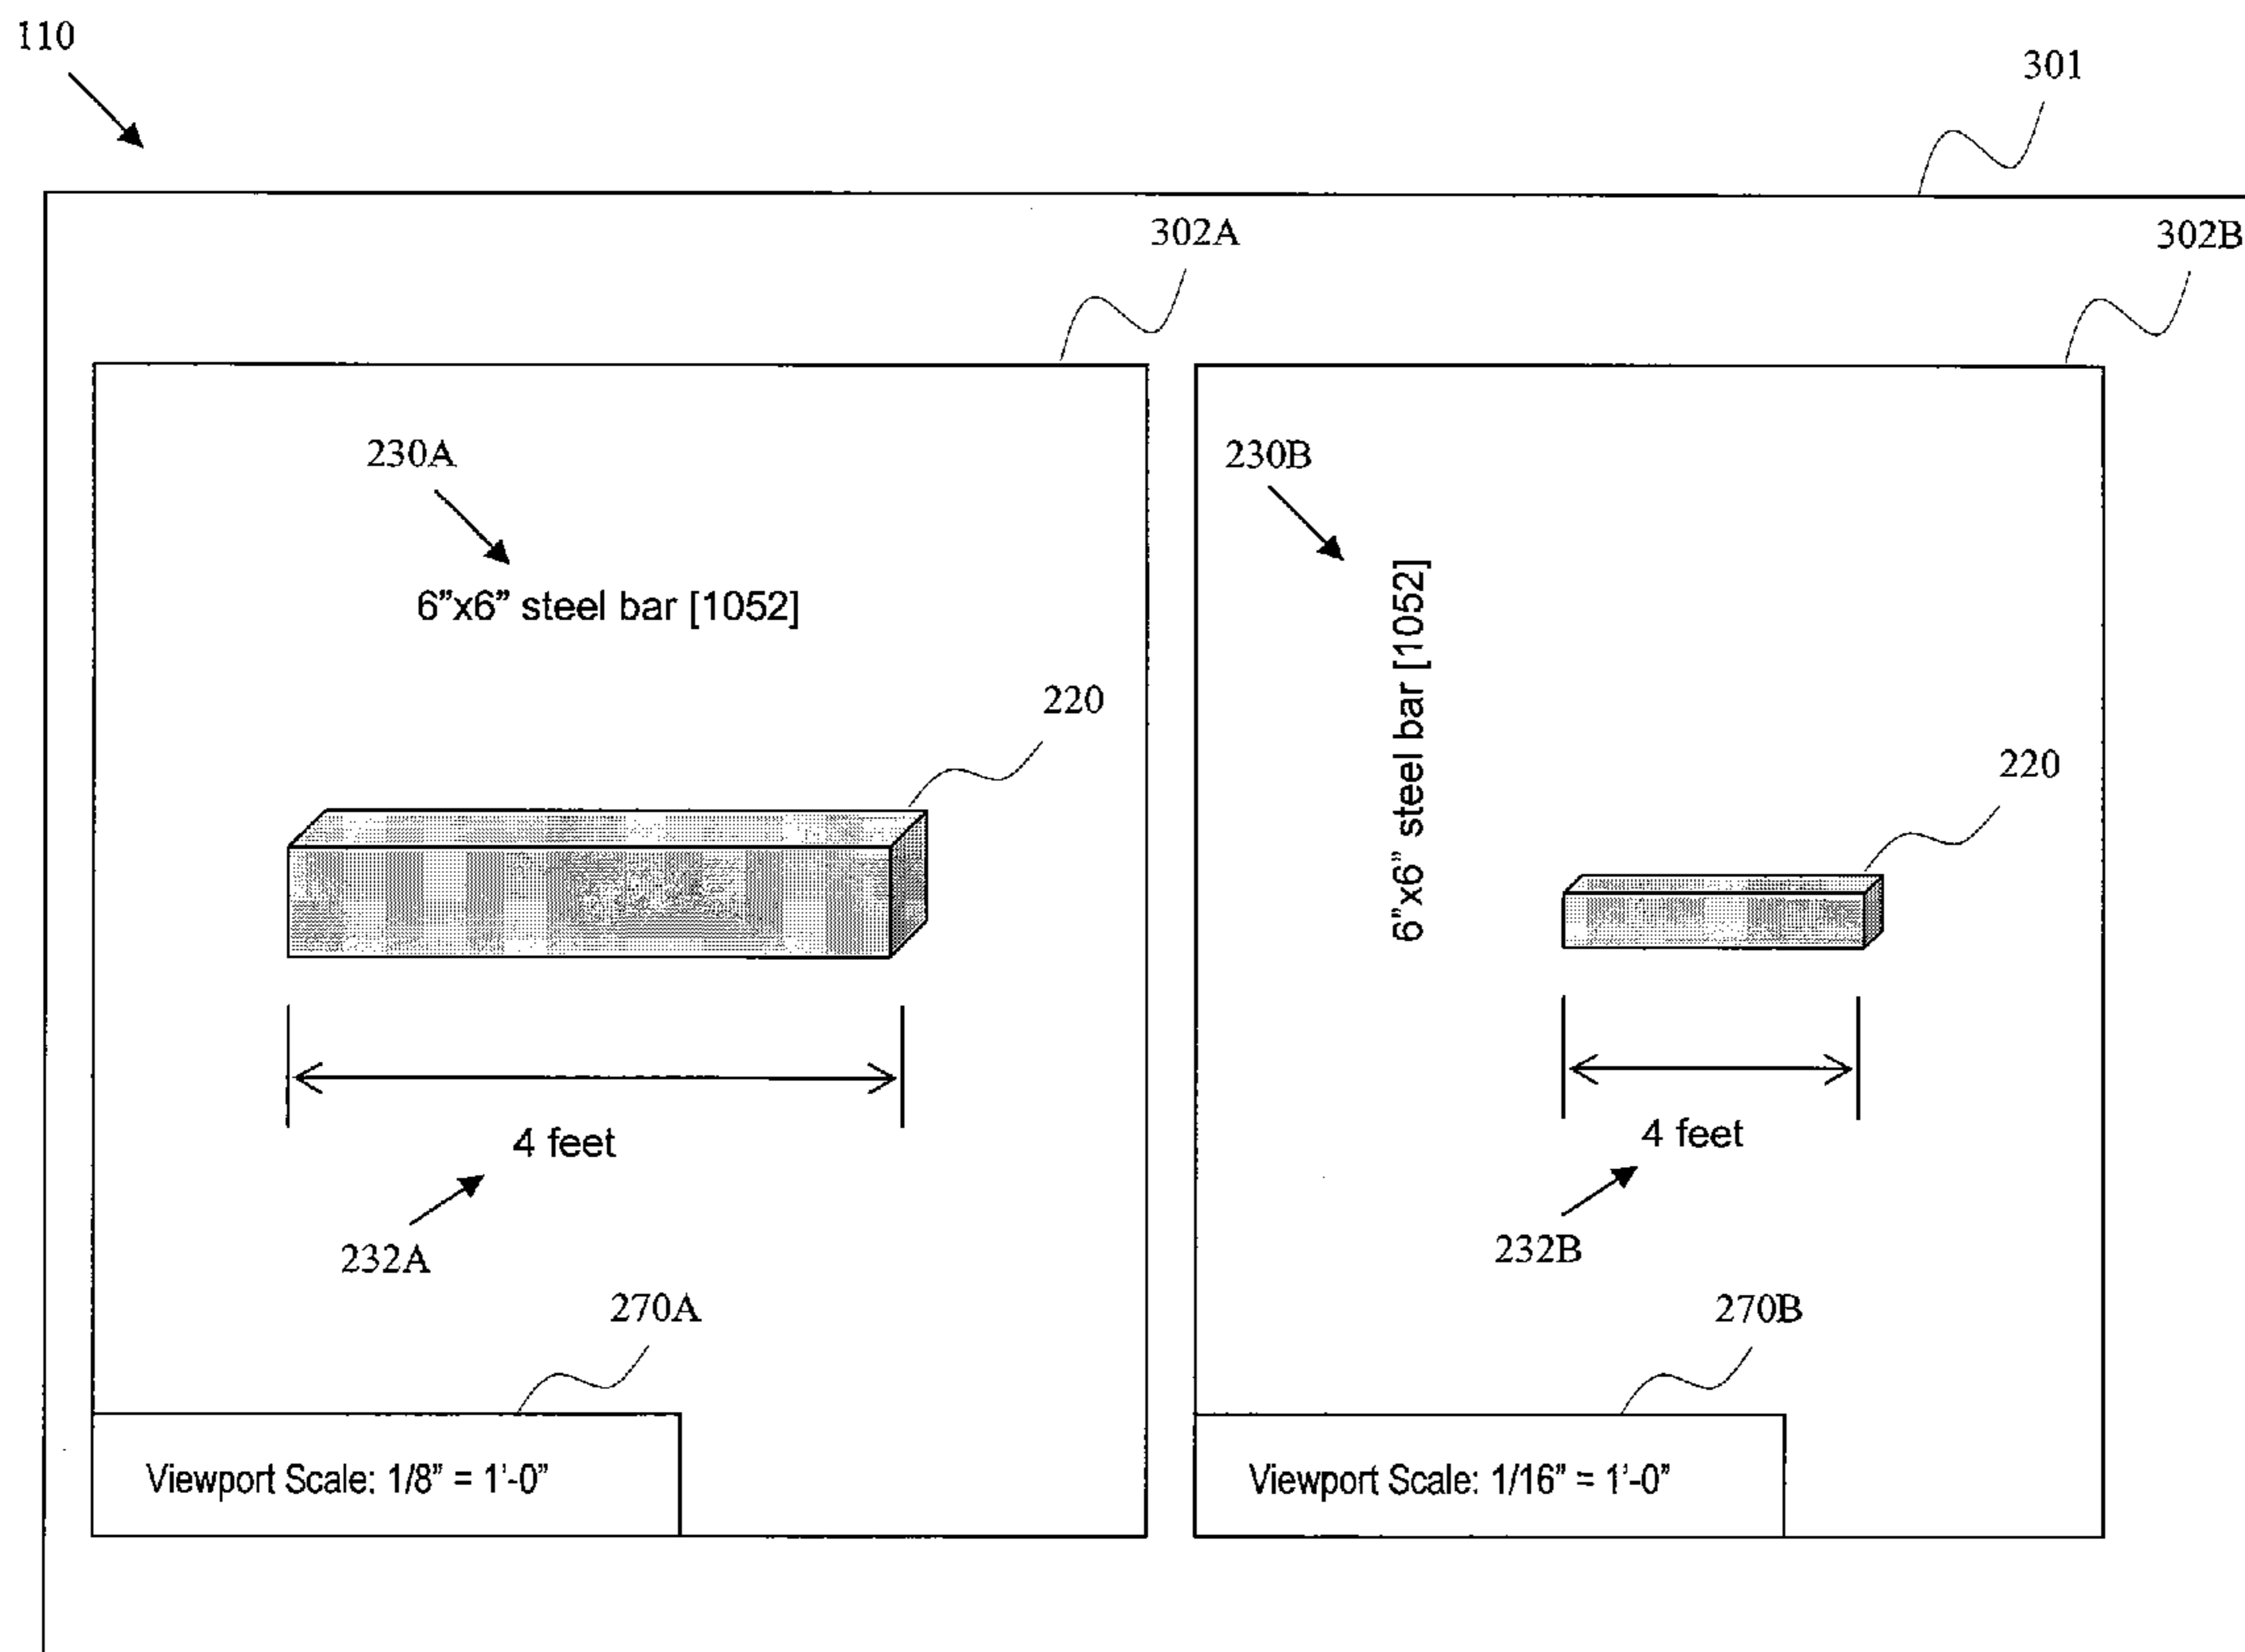 110
301
302A
302B
230A
6”x6” steel bar [1052]
220
4 feet
232A
270A
Viewport Scale: 1/8” = 1’-0”
230B
6”x6” steel bar [1052]
220
4 feet
232B
270B
Viewport Scale: 1/16” = 1’-0”